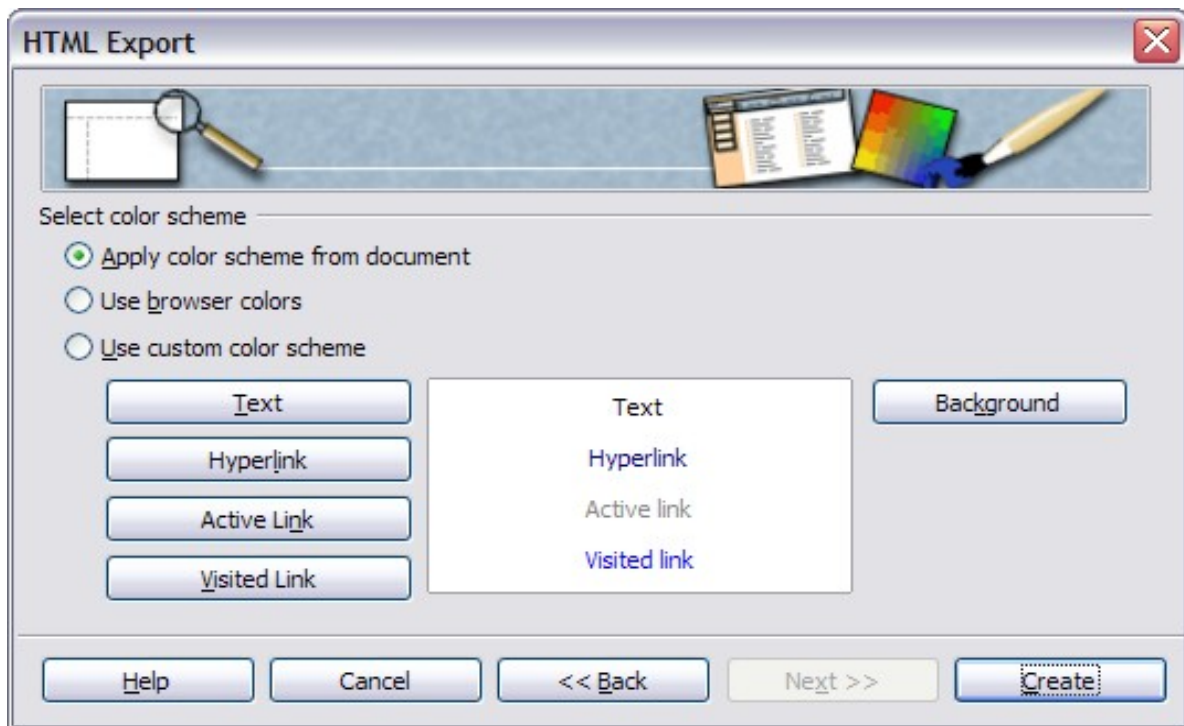 HTML Export
Select color scheme
Apply color scheme from document
Use browser colors
Use custom color scheme
Text
Text
Background
Hyperlink
Hyperlink
Active Link
Active link
Visited Link
Visited link
Help
Cancel
<< Back
Next >>
Create